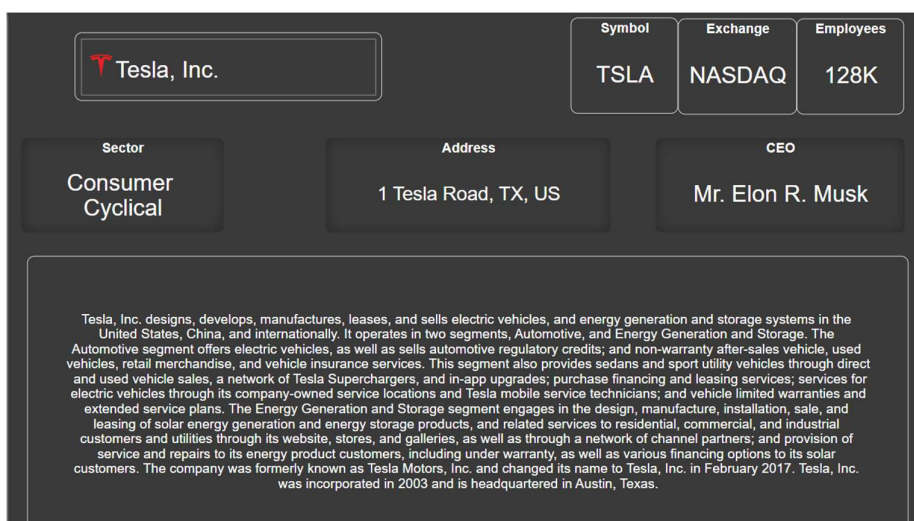 Tesla, Inc.
Symbol
TSLA
Exchange
NASDAQ
Employees
128K
Sector
Consumer
Cyclical
Address
1 Tesla Road, TX, US
CEO
Mr. Elon R. Musk
Tesla, Inc. designs, develops, manufactures, leases, and sells electric vehicles, and energy generation and storage systems in the
United States, China, and internationally. It operates in two segments, Automotive, and Energy Generation and Storage. The
Automotive segment offers electric vehicles, as well as sells automotive regulatory credits; and non-warranty after-sales vehicle, used
vehicles, retail merchandise, and vehicle insurance services. This segment also provides sedans and sport utility vehicles through direct
and used vehicle sales, a network of Tesla Superchargers, and in-app upgrades; purchase financing and leasing services; services for
electric vehicles through its company-owned service locations and Tesla mobile service technicians; and vehicle limited warranties and
extended service plans. The Energy Generation and Storage segment engages in the design, manufacture, installation, sale, and
leasing of solar energy generation and energy storage products, and related services to residential, commercial, and industrial
customers and utilities through its website, stores, and galleries, as well as through a network of channel partners; and provision of
service and repairs to its energy product customers, including under warranty, as well as various financing options to its solar
customers. The company was formerly known as Tesla Motors, Inc. and changed its name to Tesla, Inc. in February 2017. Tesla, Inc.
was incorporated in 2003 and is headquartered in Austin, Texas.